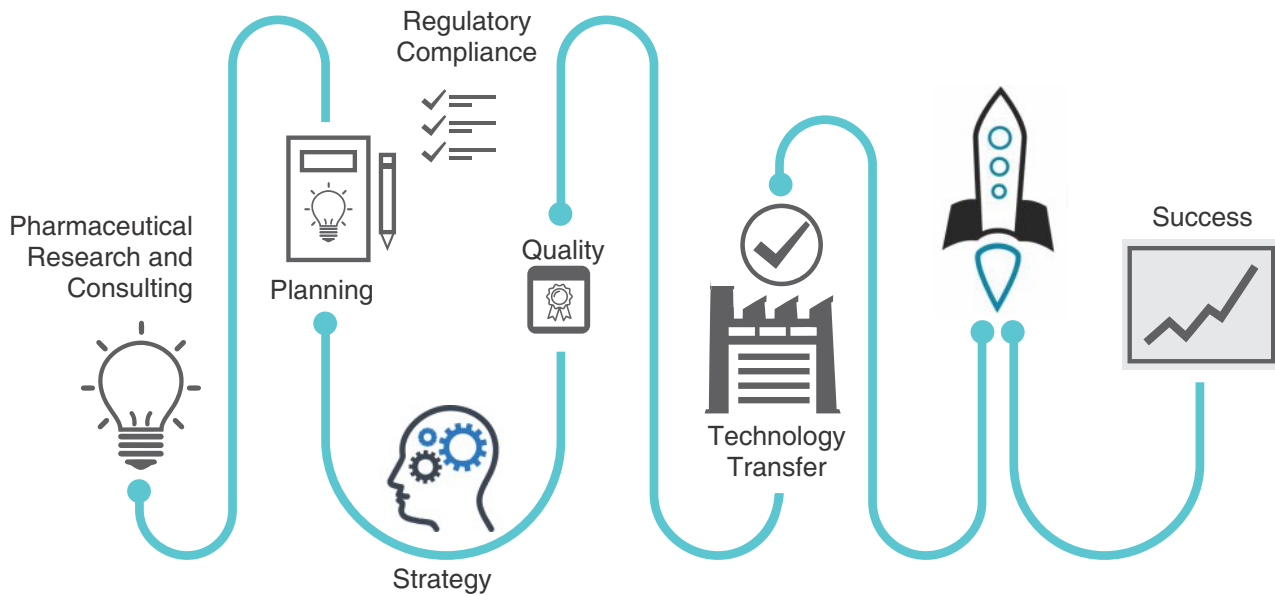 Pharmaceutical
Research and
Consulting
Planning
Regulatory
Compliance
Strategy
Quality
Technology
Transfer
Success